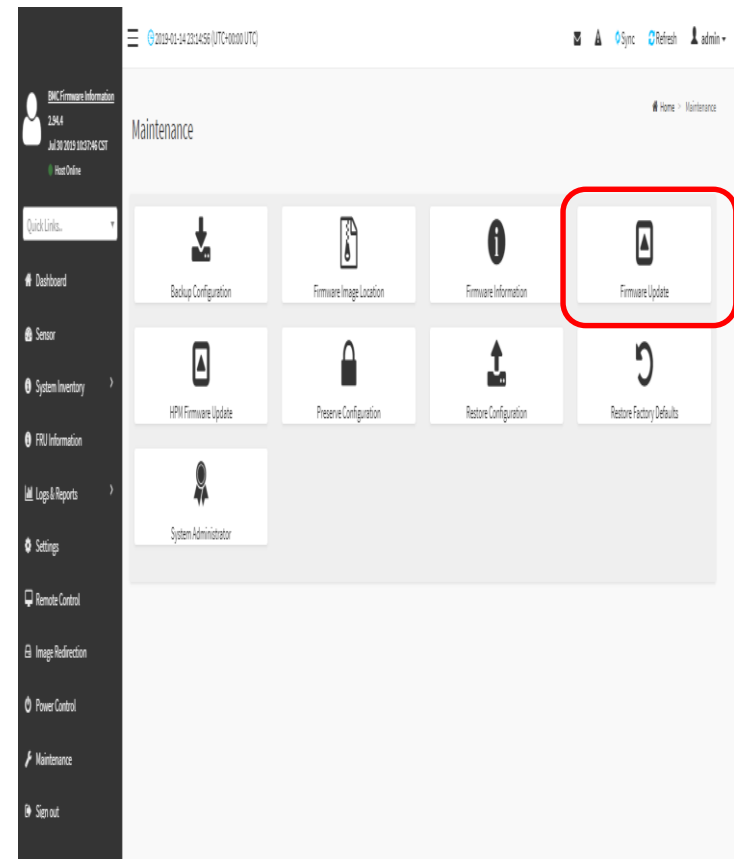 2019-01-14 23:14:56 (UTC+00:00 UTC)
Sync Refresh admin
BMC Firmware Information
2.94.4
Jul 30 2019 10:37:46 CST
Host Online
Quick Links...
Dashboard
Sensor
System Inventory
FRU Information
Logs & Reports
Settings
Remote Control
Image Redirection
Power Control
Maintenance
Sign out
Home > Maintenance
Maintenance
Backup Configuration
Firmware Image Location
Firmware Information
Firmware Update
HPM Firmware Update
Preserve Configuration
Restore Configuration
Restore Factory Defaults
System Administrator